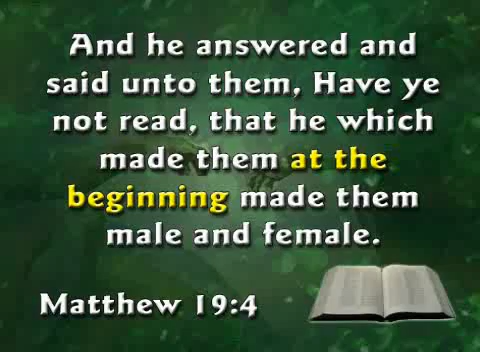 And he answered and
said unto them, Have ye
not read, that he which
made them at the
beginning made them
male and female.
Matthew 19:4